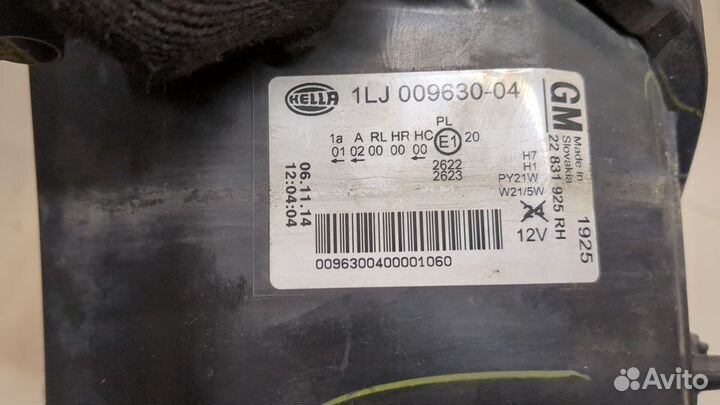 HELLA 1LJ 009630-04
PL
1a A RL HR HC E1 20
01 02 00 00 00
2622
2623
H7
H1
PY21W
W21/5W
24
12V
06.11.14
12:04:04
0096300400001060
GM
Made in
Slovakia
22 831 925 RH
1925
Avito